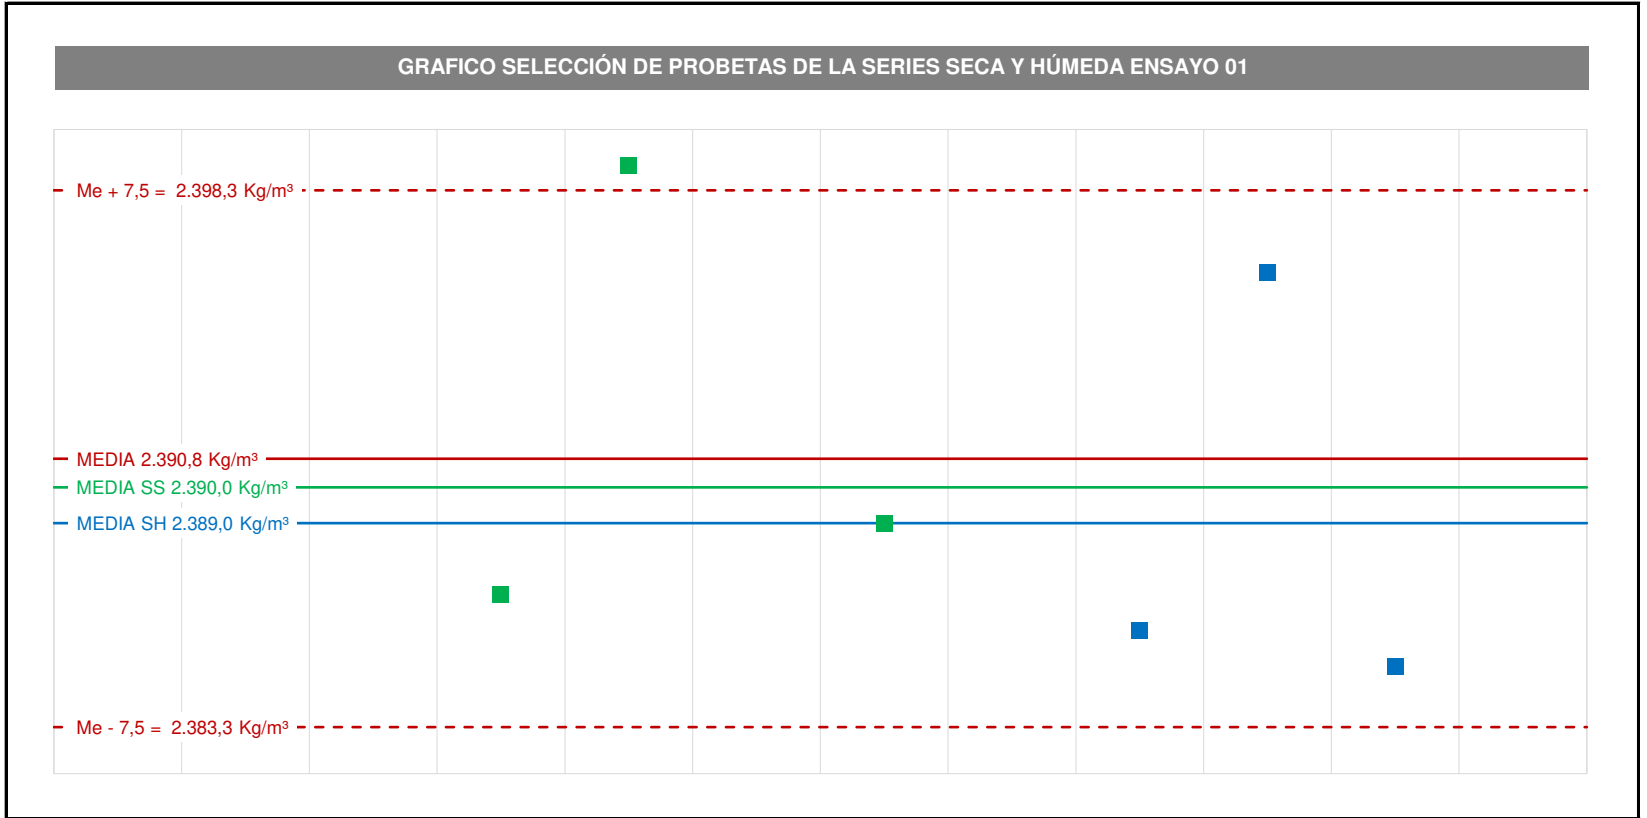 GRAFICO SELECCIÓN DE PROBETAS DE LA SERIES SECA Y HÚMEDA ENSAYO 01
Me + 7,5 = 2.398,3 Kg/m³
MEDIA 2.390,8 Kg/m³
MEDIA SS 2.390,0 Kg/m³
MEDIA SH 2.389,0 Kg/m³
Me - 7,5 = 2.383,3 Kg/m³